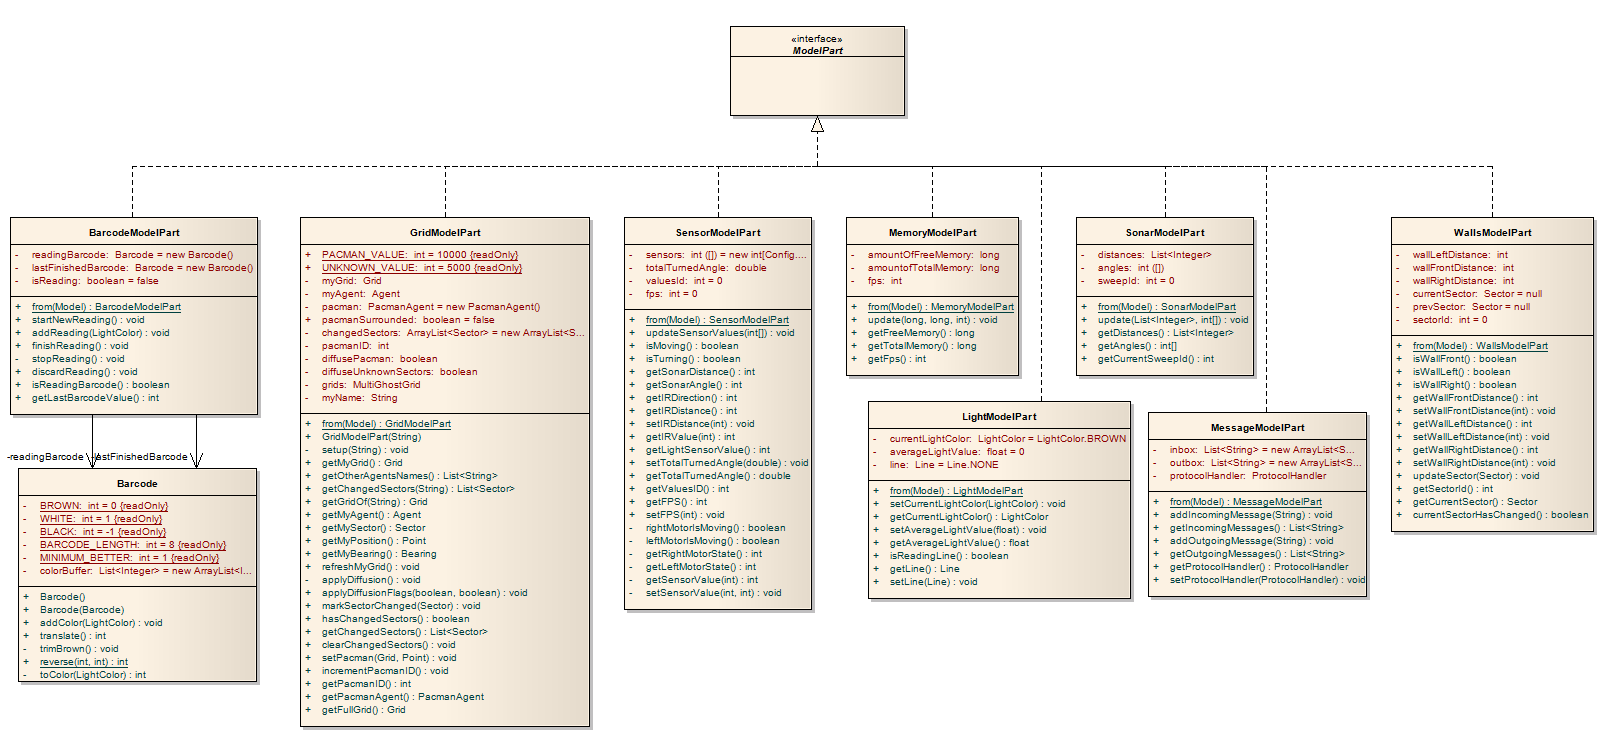 «interface»
ModelPart
BarcodeModelPart
- readingBarcode: Barcode = new Barcode()
- lastFinishedBarcode: Barcode = new Barcode()
- isReading: boolean = false
+ from(Model) : BarcodeModelPart
+ startNewReading() : void
+ addReading(LightColor) : void
+ finishReading() : void
- stopReading() : void
+ discardReading() : void
+ isReadingBarcode() : boolean
+ getLastBarcodeValue() : int
-readingBarcode
-lastFinishedBarcode
Barcode
- BROWN: int = 0 {readOnly}
- WHITE: int = 1 {readOnly}
- BLACK: int = -1 {readOnly}
- BARCODE_LENGTH: int = 8 {readOnly}
- MINIMUM_BETTER: int = 1 {readOnly}
- colorBuffer: List<Integer> = new ArrayList<I...
+ Barcode()
+ Barcode(Barcode)
+ addColor(LightColor) : void
+ translate() : int
- trimBrown() : void
+ reverse(int, int) : int
- toColor(LightColor) : int
GridModelPart
+ PACMAN_VALUE: int = 10000 {readOnly}
+ UNKNOWN_VALUE: int = 5000 {readOnly}
- myGrid: Grid
- myAgent: Agent
- pacman: PacmanAgent = new PacmanAgent()
+ pacmanSurrounded: boolean = false
- changedSectors: ArrayList<Sector> = new ArrayList<S...
- pacmanID: int
- diffusePacman: boolean
- diffuseUnknownSectors: boolean
- grids: MultiGhostGrid
- myName: String
+ from(Model) : GridModelPart
+ GridModelPart(String)
- setup(String) : void
+ getMyGrid() : Grid
+ getOtherAgentsNames() : List<String>
+ getChangedSectors(String) : List<Sector>
+ getGridOf(String) : Grid
+ getMyAgent() : Agent
+ getMySector() : Sector
+ getMyPosition() : Point
+ getMyBearing() : Bearing
+ refreshMyGrid() : void
- applyDiffusion() : void
+ applyDiffusionFlags(boolean, boolean) : void
+ markSectorChanged(Sector) : void
+ hasChangedSectors() : boolean
+ getChangedSectors() : List<Sector>
+ clearChangedSectors() : void
+ setPacman(Grid, Point) : void
+ incrementPacmanID() : void
+ getPacmanID() : int
+ getPacmanAgent() : PacmanAgent
+ getFullGrid() : Grid
SensorModelPart
- sensors: int ([]) = new int[Config....
- totalTurnedAngle: double
- valuesId: int = 0
- fps: int = 0
+ from(Model) : SensorModelPart
+ updateSensorValues(int[]) : void
+ isMoving() : boolean
+ isTurning() : boolean
+ getSonarDistance() : int
+ getSonarAngle() : int
+ getIRDirection() : int
+ getIRDistance() : int
+ setIRDistance(int) : void
+ getIRValue(int) : int
+ getLightSensorValue() : int
+ setTotalTurnedAngle(double) : void
+ getTotalTurnedAngle() : double
+ getValuesID() : int
+ getFPS() : int
+ setFPS(int) : void
- rightMotorIsMoving() : boolean
- leftMotorIsMoving() : boolean
- getRightMotorState() : int
- getLeftMotorState() : int
- getSensorValue(int) : int
- setSensorValue(int, int) : void
MemoryModelPart
- amountOfFreeMemory: long
- amountofTotalMemory: long
- fps: int
+ from(Model) : MemoryModelPart
+ update(long, long, int) : void
+ getFreeMemory() : long
+ getTotalMemory() : long
+ getFps() : int
LightModelPart
- currentLightColor: LightColor = LightColor.BROWN
- averageLightValue: float = 0
- line: Line = Line.NONE
+ from(Model) : LightModelPart
+ setCurrentLightColor(LightColor) : void
+ getCurrentLightColor() : LightColor
+ setAverageLightValue(float) : void
+ getAverageLightValue() : float
+ isReadingLine() : boolean
+ getLine() : Line
+ setLine(Line) : void
SonarModelPart
- distances: List<Integer>
- angles: int ([])
- sweepId: int = 0
+ from(Model) : SonarModelPart
+ update(List<Integer>, int[]) : void
+ getDistances() : List<Integer>
+ getAngles() : int[]
+ getCurrentSweepId() : int
MessageModelPart
- inbox: List<String> = new ArrayList<S...
- outbox: List<String> = new ArrayList<S...
- protocolHandler: ProtocolHandler
+ from(Model) : MessageModelPart
+ addIncomingMessage(String) : void
+ getIncomingMessages() : List<String>
+ addOutgoingMessage(String) : void
+ getOutgoingMessages() : List<String>
+ getProtocolHandler() : ProtocolHandler
+ setProtocolHandler(ProtocolHandler) : void
WallsModelPart
- wallLeftDistance: int
- wallFrontDistance: int
- wallRightDistance: int
- currentSector: Sector = null
- prevSector: Sector = null
- sectorId: int = 0
+ from(Model) : WallsModelPart
+ isWallFront() : boolean
+ isWallLeft() : boolean
+ isWallRight() : boolean
+ getWallFrontDistance() : int
+ setWallFrontDistance(int) : void
+ getWallLeftDistance() : int
+ setWallLeftDistance(int) : void
+ getWallRightDistance() : int
+ setWallRightDistance(int) : void
+ updateSector(Sector) : void
+ getSectorId() : int
+ getCurrentSector() : Sector
+ currentSectorHasChanged() : boolean